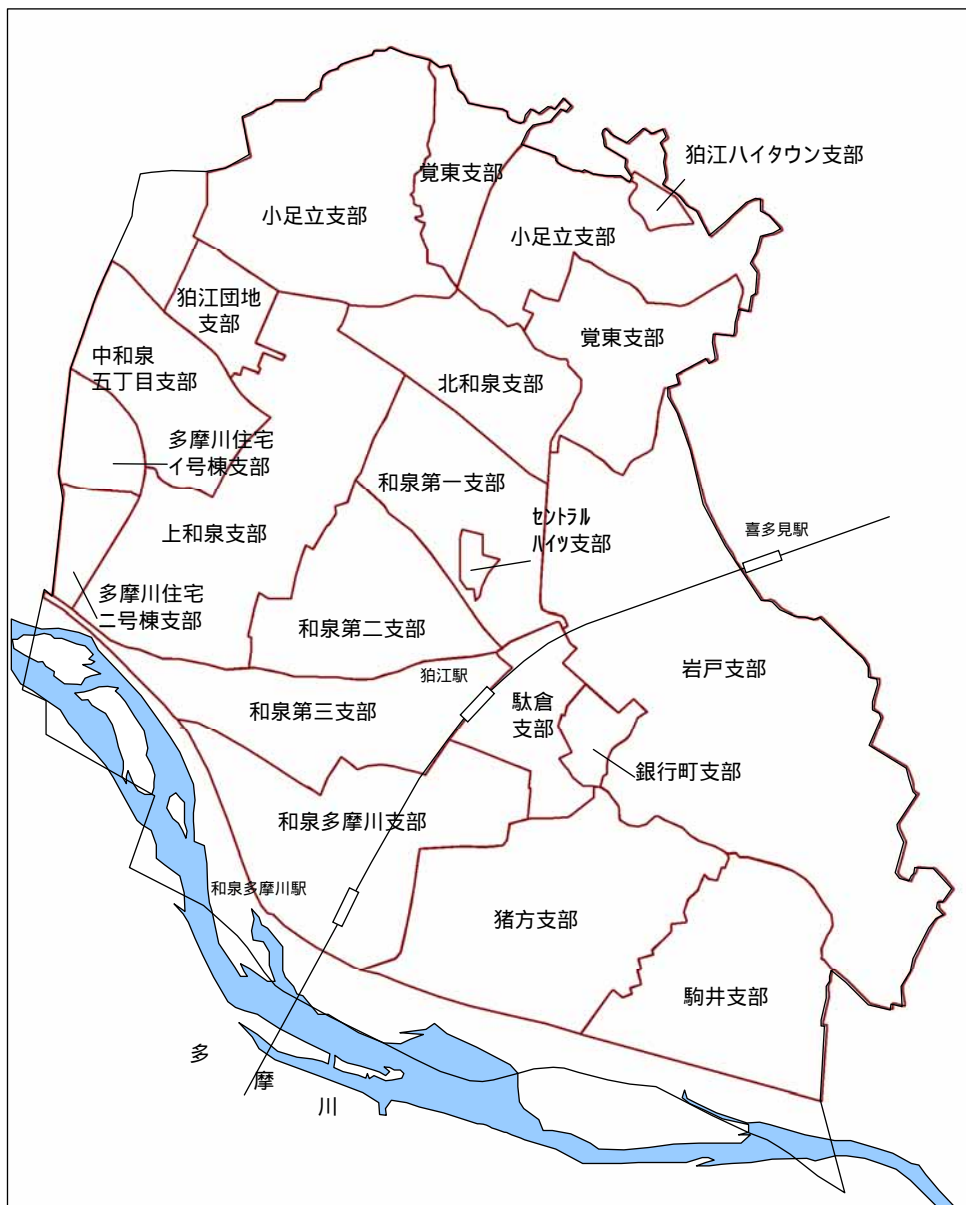 狛江ハイタウン支部
覚東支部
小足立支部
小足立支部
狛江団地
支部
覚東支部
中和泉
五丁目支部
北和泉支部
多摩川住宅
イ号棟支部
和泉第一支部
セントラル
ハイツ支部
上和泉支部
喜多見駅
多摩川住宅
ニ号棟支部
和泉第二支部
狛江駅
岩戸支部
和泉第三支部
駄倉
支部
銀行町支部
和泉多摩川支部
和泉多摩川駅
猪方支部
駒井支部
多
摩
川